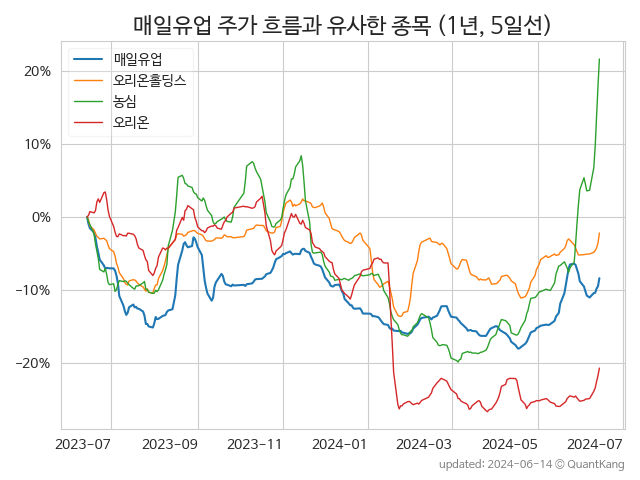 매일유업 주가 흐름과 유사한 종목 (1년, 5일선)
매일유업
오리온홀딩스
농심
오리온
20%
10%
0%
−10%
−20%
2023-07 2023-09 2023-11 2024-01 2024-03 2024-05 2024-07
updated: 2024-06-14 © QuantKang